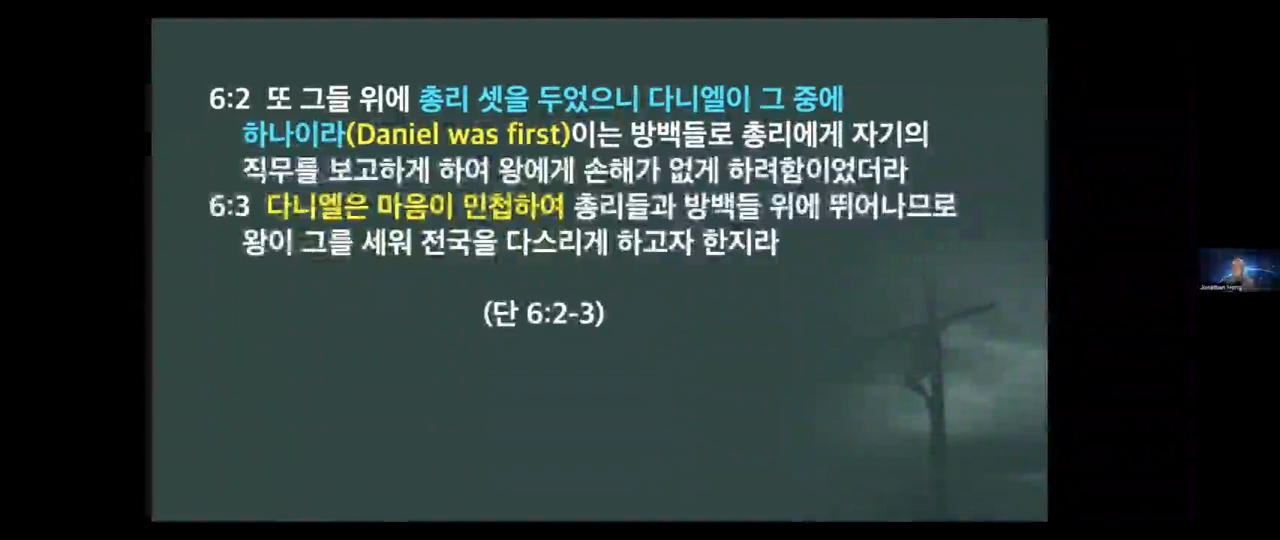 6:2 또 그들 위에 총리 셋을 두었으니 다니엘이 그 중에
하나이라(Daniel was first)이는 방백들로 총리에게 자기의
직무를 보고하게 하여 왕에게 손해가 없게 하려함이었더라
6:3 다니엘은 마음이 민첩하여 총리들과 방백들 위에 뛰어나므로
왕이 그를 세워 전국을 다스리게 하고자 한지라
(단 6:2-3)
Jonathan